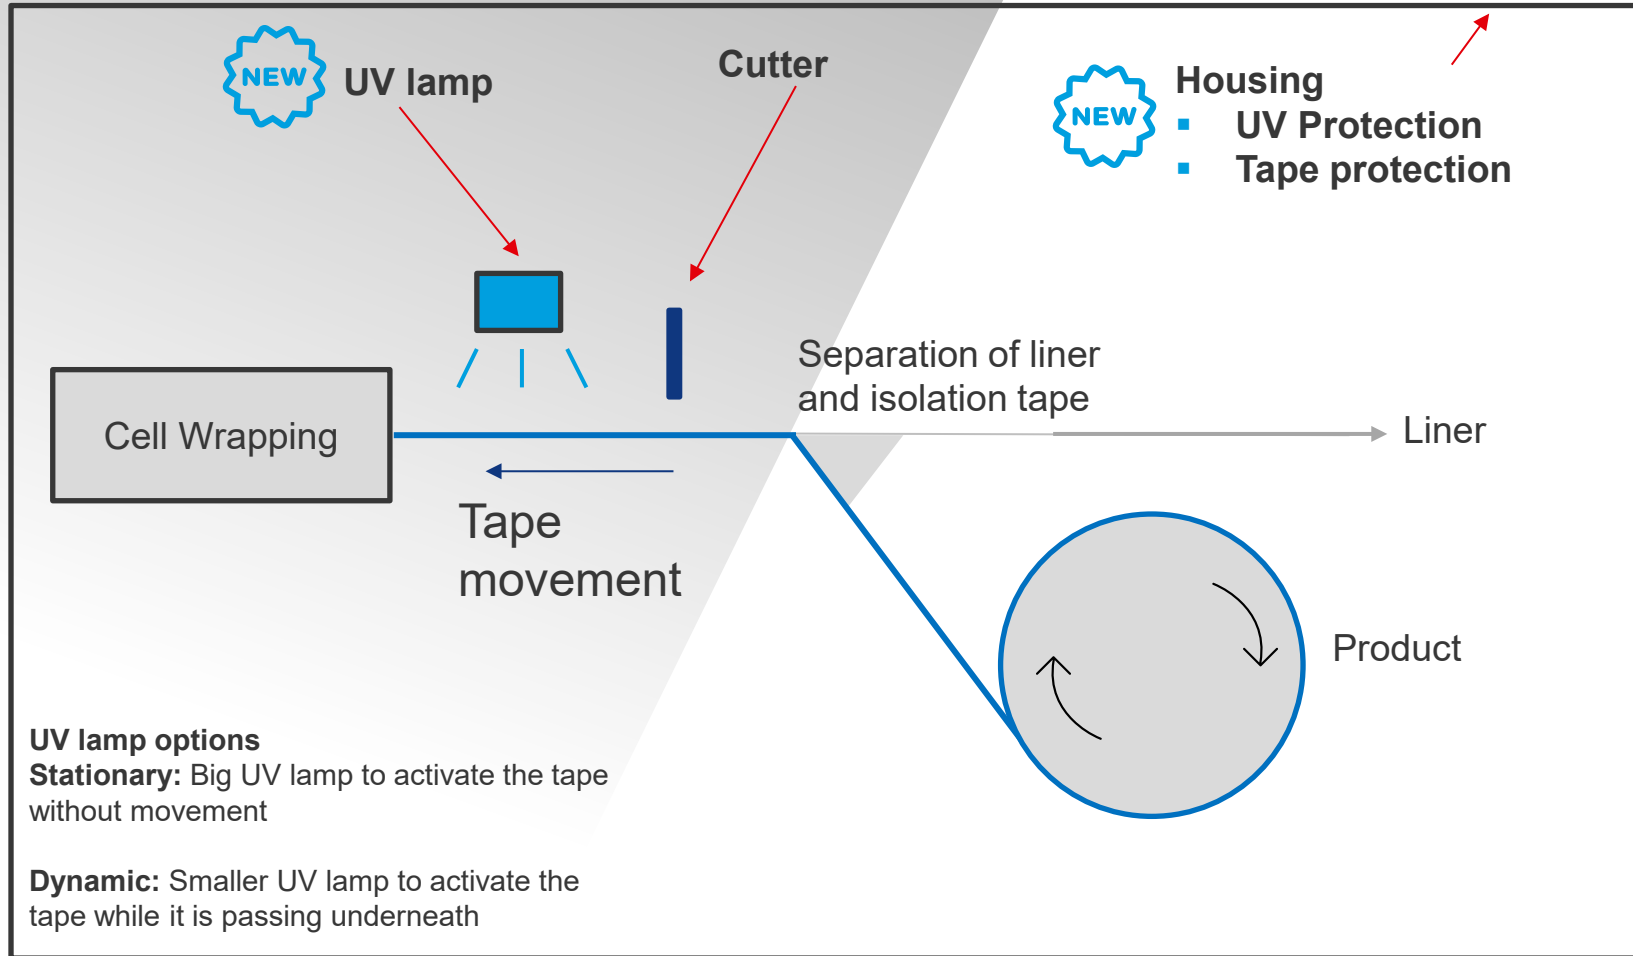 NEW
UV lamp
Cutter
NEW
Housing
▪ UV Protection
▪ Tape protection
Separation of liner
and isolation tape
Cell Wrapping
Liner
Tape
movement
Product
UV lamp options
Stationary: Big UV lamp to activate the tape
without movement
Dynamic: Smaller UV lamp to activate the
tape while it is passing underneath